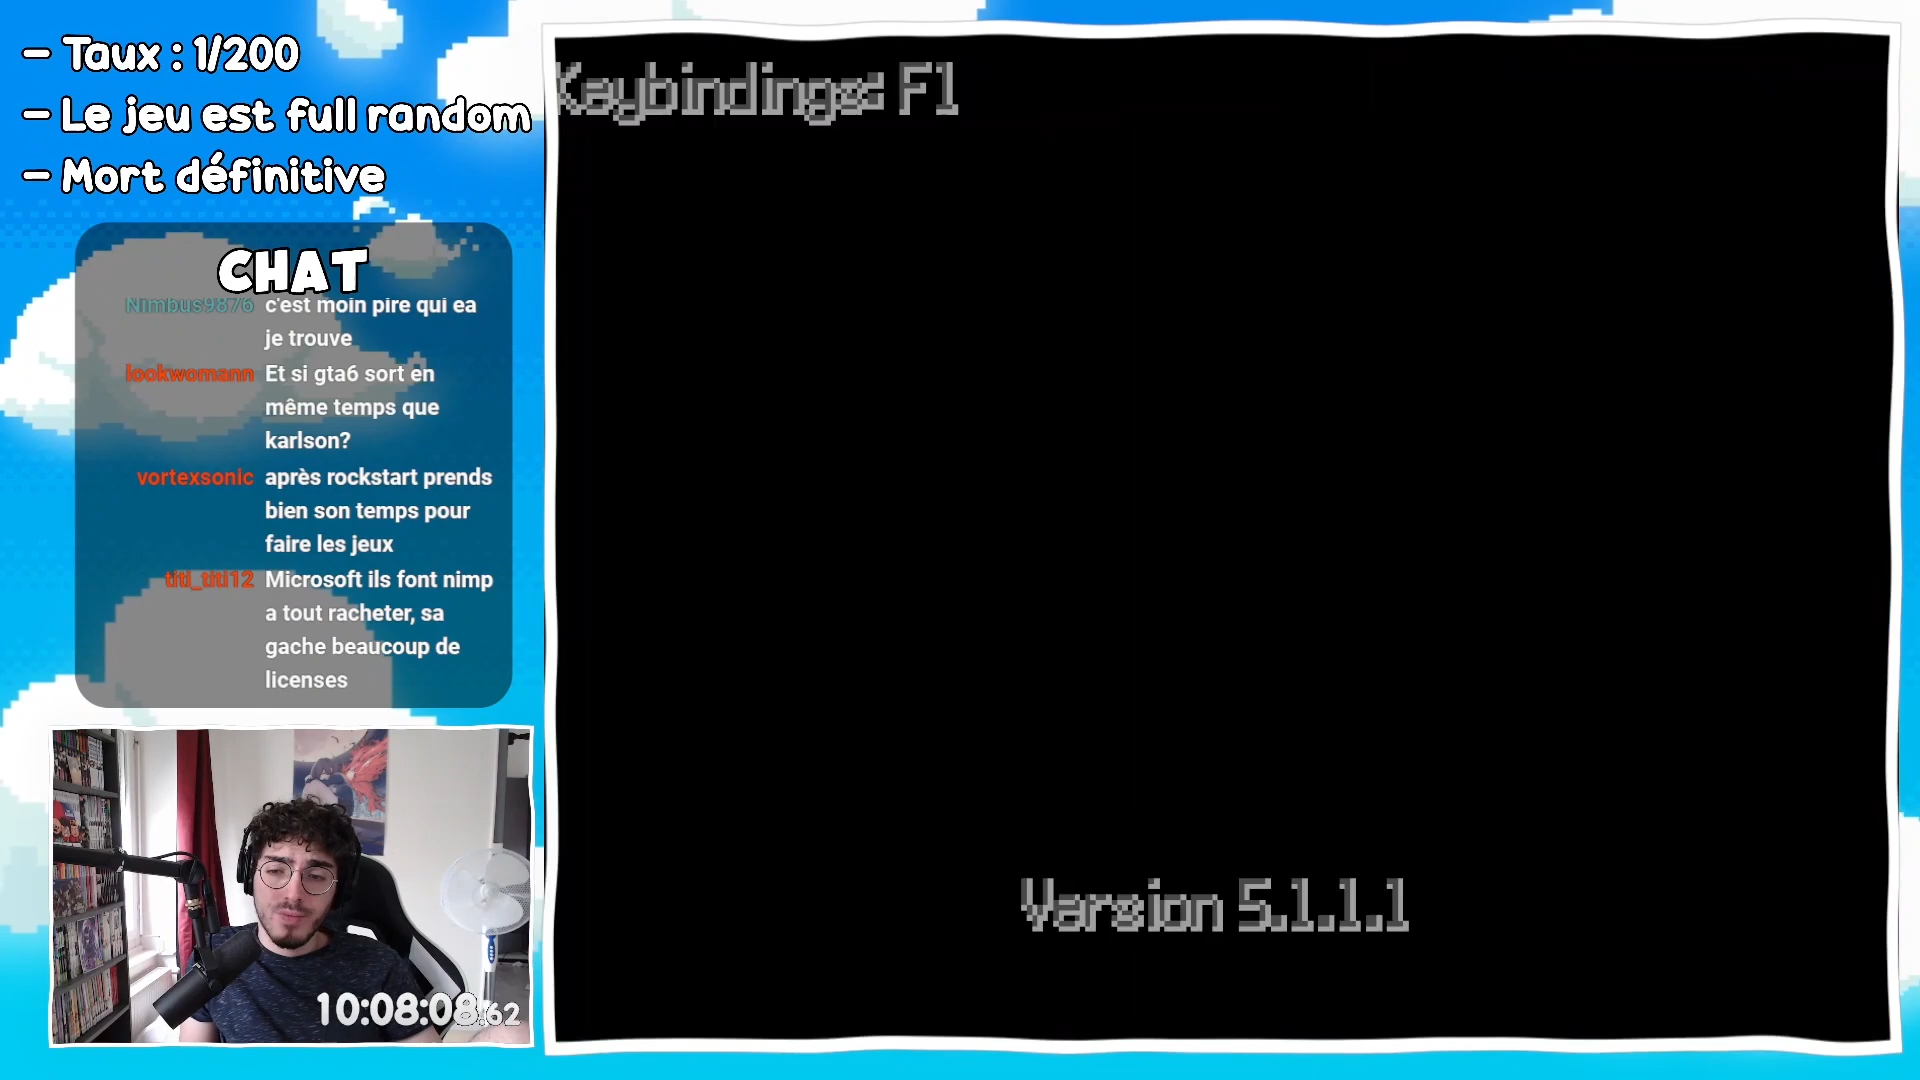 – Taux : 1/200
– Le jeu est full random
– Mort définitive
CHAT
Nimbus9876 c'est moin pire qui ea
je trouve
lookwomann Et si gta6 sort en
même temps que
karlson?
vortexsonic après rockstart prends
bien son temps pour
faire les jeux
titi_titi12 Microsoft ils font nimp
a tout racheter, sa
gache beaucoup de
licenses
10:08:08:62
Keybindings: F1
Version 5.1.1.1